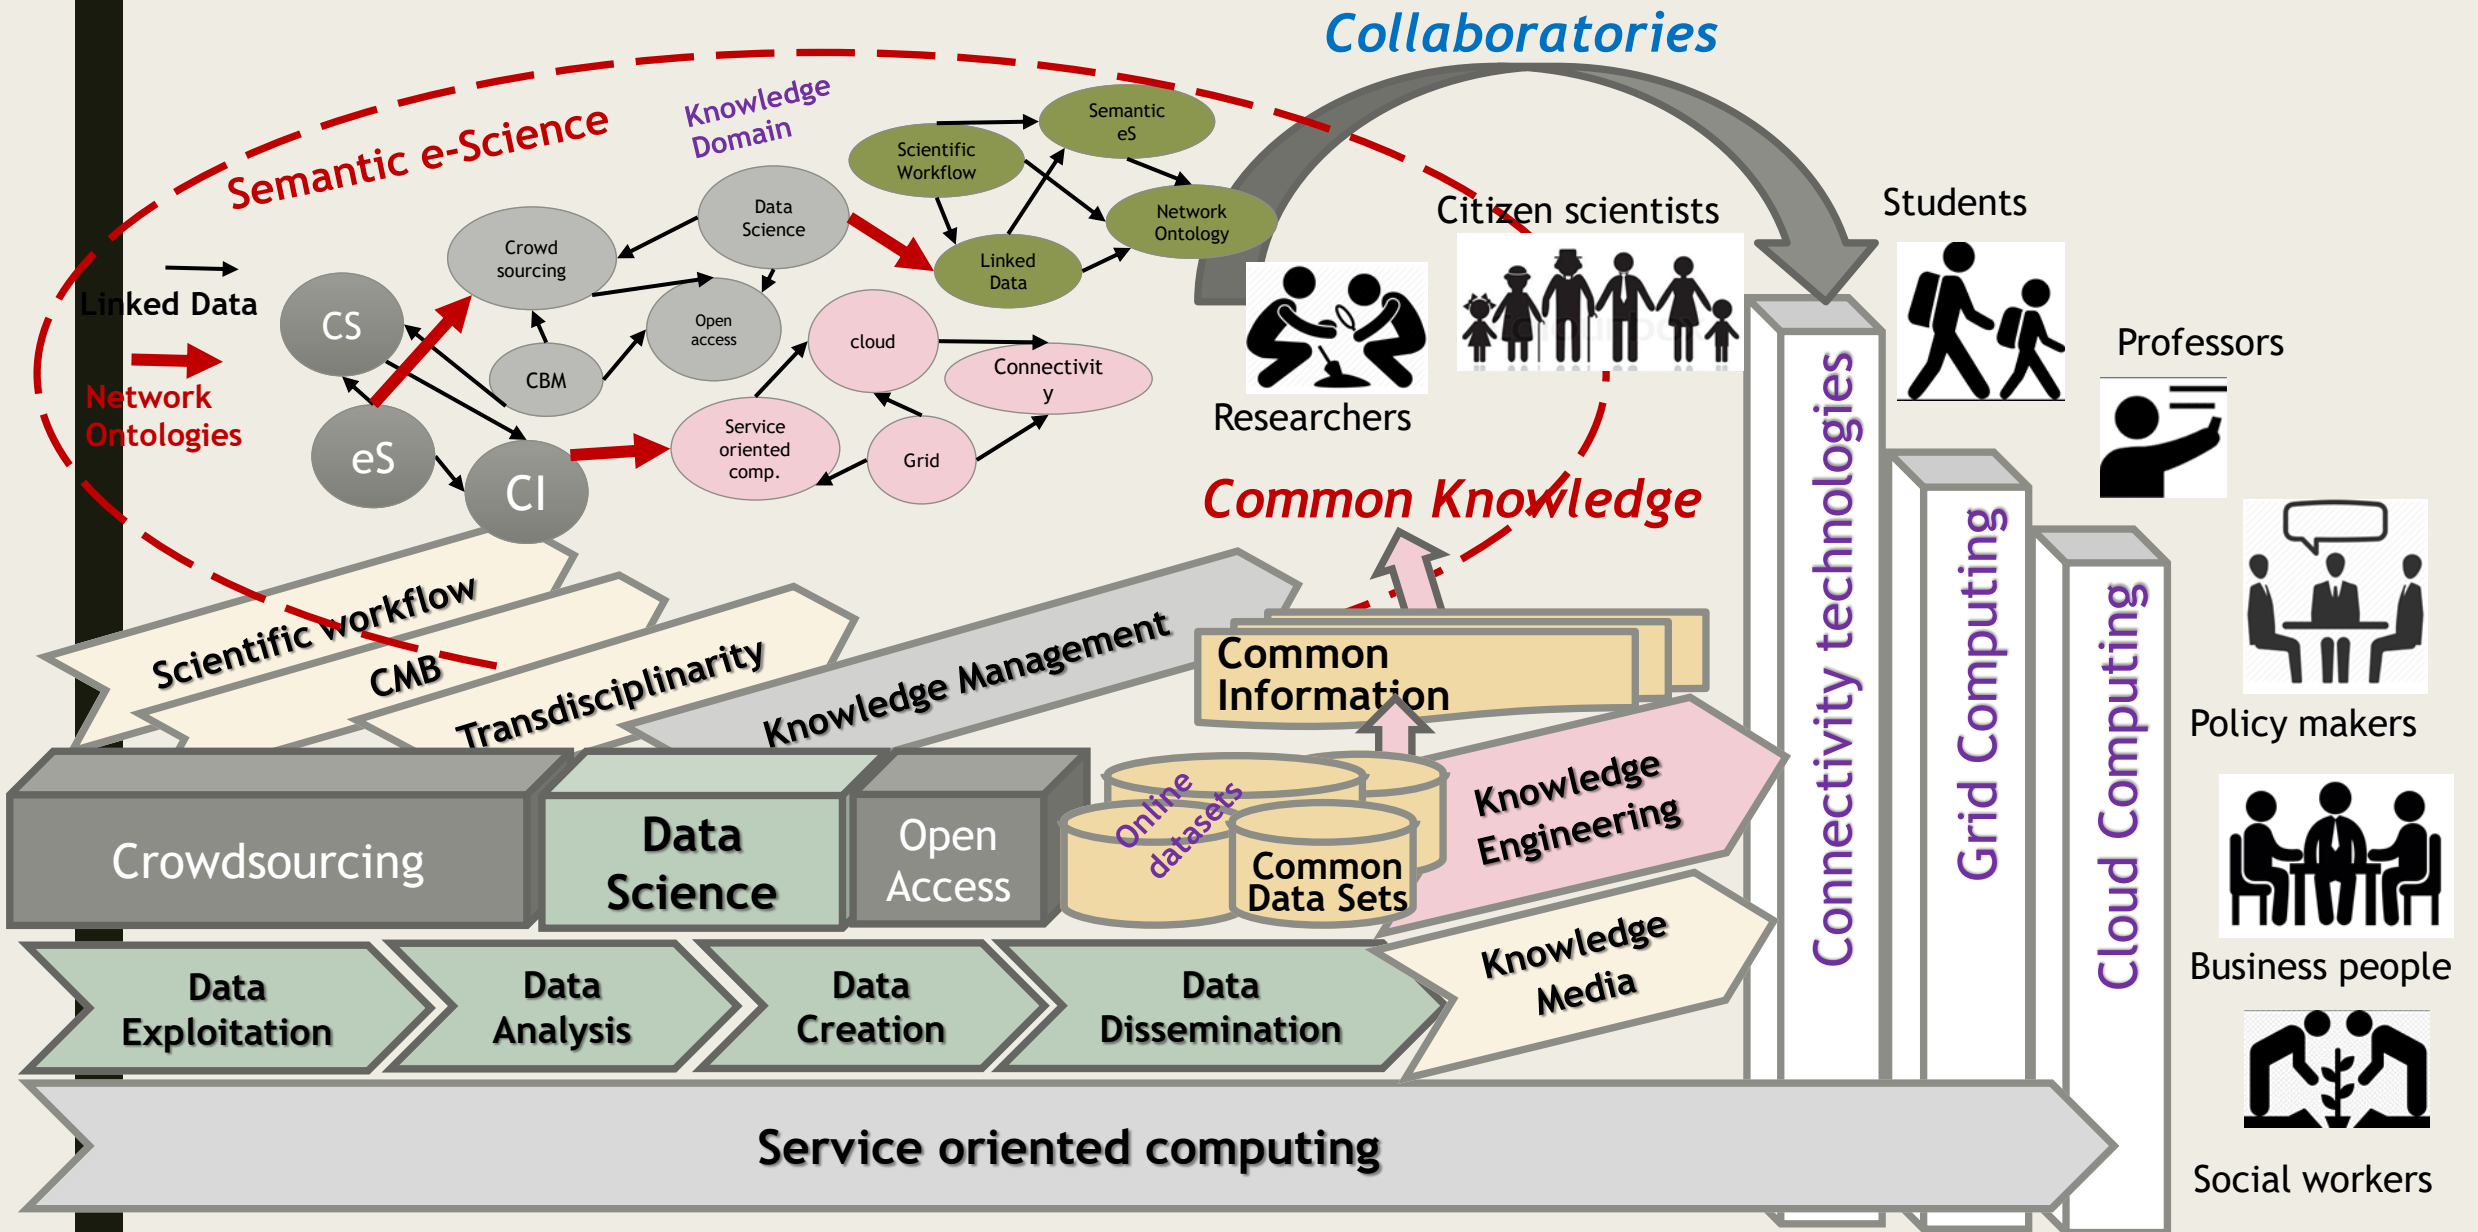 Collaboratories
Semantic e-Science
Knowledge
Domain
Semantic
eS
Scientific
Workflow
Network
Ontology
Linked
Data
Data
Science
Crowd
sourcing
Open
access
CBM
CS
eS
CI
cloud
Connectivit
y
Service
oriented
comp.
Grid
Linked Data
Network
Ontologies
Citizen scientists
Students
Researchers
Professors
Common Knowledge
Scientific workflow
CMB
Transdisciplinarity
Knowledge Management
Common
Information
Connectivity technologies
Grid Computing
Cloud Computing
Policy makers
Crowdsourcing
Data
Science
Open
Access
Online
datasets
Common
Data Sets
Knowledge
Engineering
Knowledge
Media
Business people
Data
Exploitation
Data
Analysis
Data
Creation
Data
Dissemination
Service oriented computing
Social workers